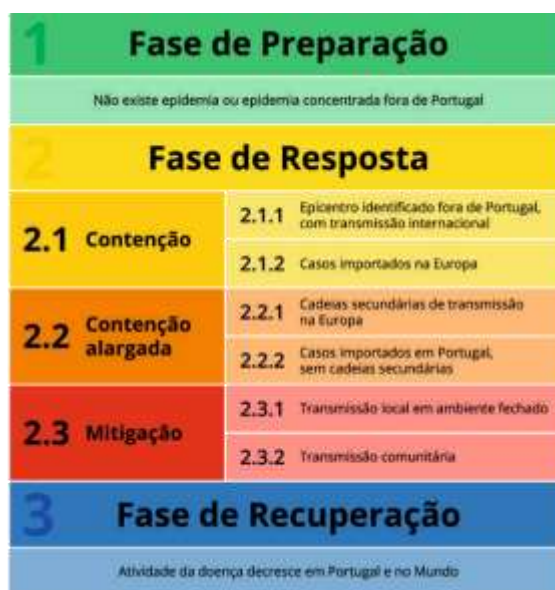 1 Fase de Preparação
Não existe epidemia ou epidemia concentrada fora de Portugal
2 Fase de Resposta
2.1 Contenção
2.1.1 Epicentro identificado fora de Portugal,
com transmissão internacional
2.1.2 Casos importados na Europa
2.2 Contenção
alargada
2.2.1 Cadeias secundárias de transmissão
na Europa
2.2.2 Casos importados em Portugal,
sem cadeias secundárias
2.3 Mitigação
2.3.1 Transmissão local em ambiente fechado
2.3.2 Transmissão comunitária
3 Fase de Recuperação
Atividade da doença decresce em Portugal e no Mundo